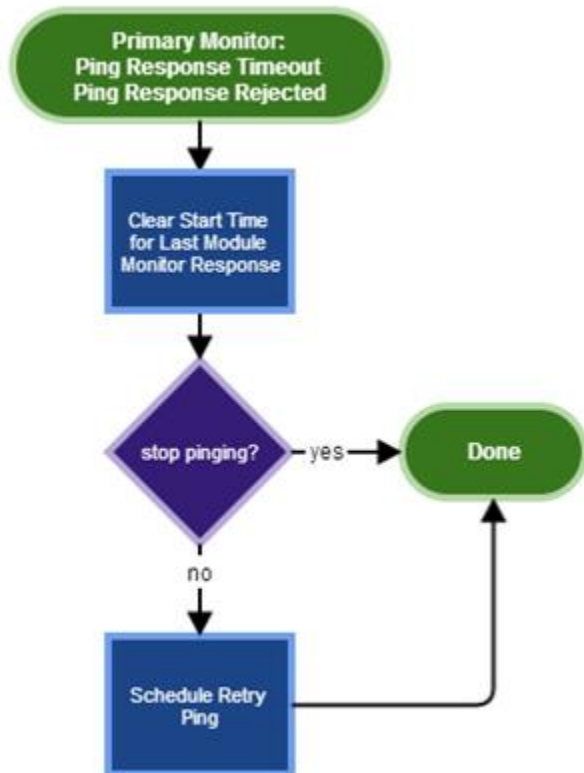 Primary Monitor:
Ping Response Timeout
Ping Response Rejected
Clear Start Time
for Last Module
Monitor Response
stop pinging?
yes
Done
no
Schedule Retry
Ping